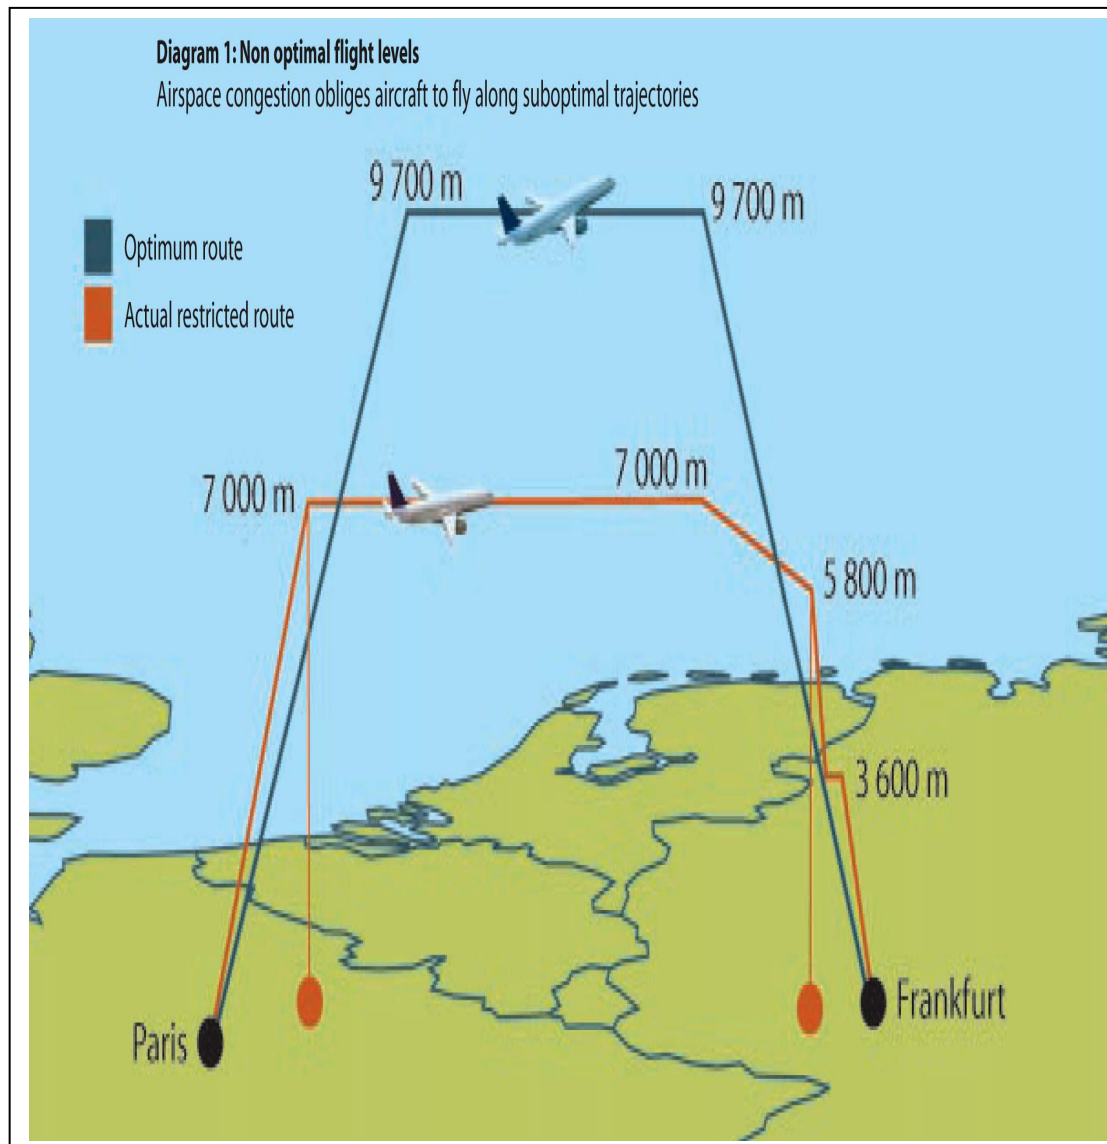 Diagram 1: Non optimal flight levels
Airspace congestion obliges aircraft to fly along suboptimal trajectories
9 700 m
9 700 m
Optimum route
Actual restricted route
7 000 m
7 000 m
5 800 m
3 600 m
Frankfurt
Paris